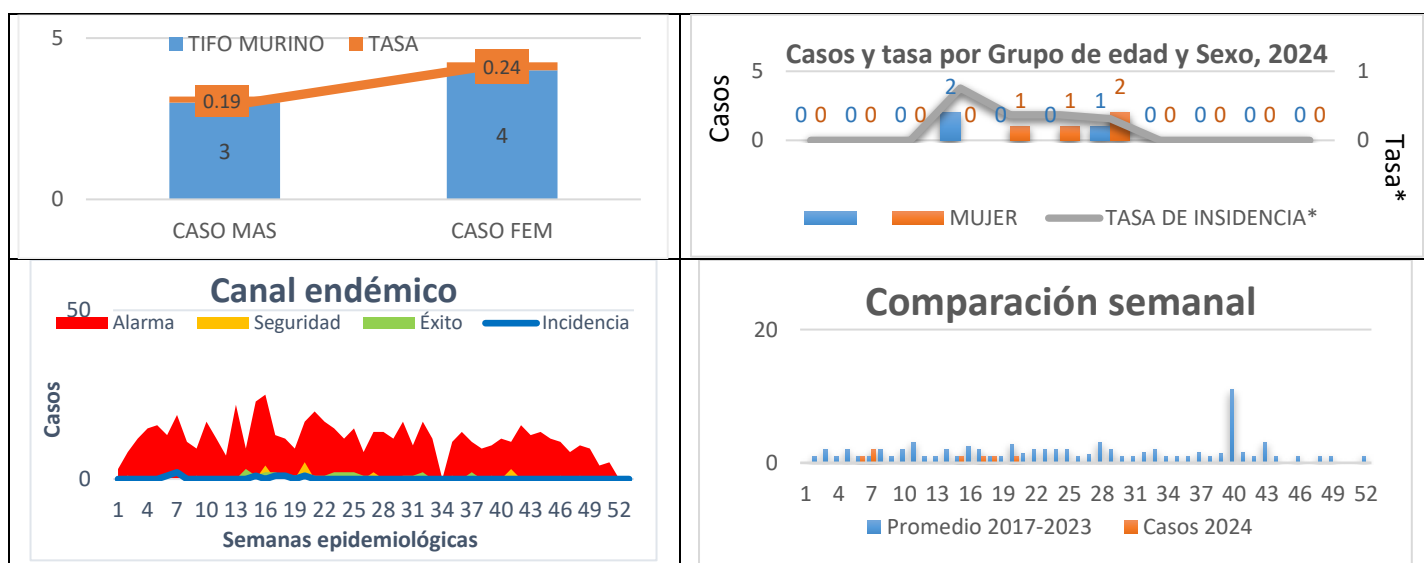 TIFO MURINO TASA
5
0.19
0.24
3
4
0
CASO MAS CASO FEM
Casos y tasa por Grupo de edad y Sexo, 2024
Casos
5
0
1
0
Tasa*
0 0 0 0 0 0 2 0 0 1 0 1 1 2 0 0 0 0 0 0 0 0
MUJER TASA DE INSIDENCIA*
Canal endémico
50
Alarma Seguridad Éxito Incidencia
Casos
0
1 4 7 10 13 16 19 22 25 28 31 34 37 40 43 46 49 52
Semanas epidemiológicas
Comparación semanal
20
0
1 4 7 10 13 16 19 22 25 28 31 34 37 40 43 46 49 52
Promedio 2017-2023 Casos 2024